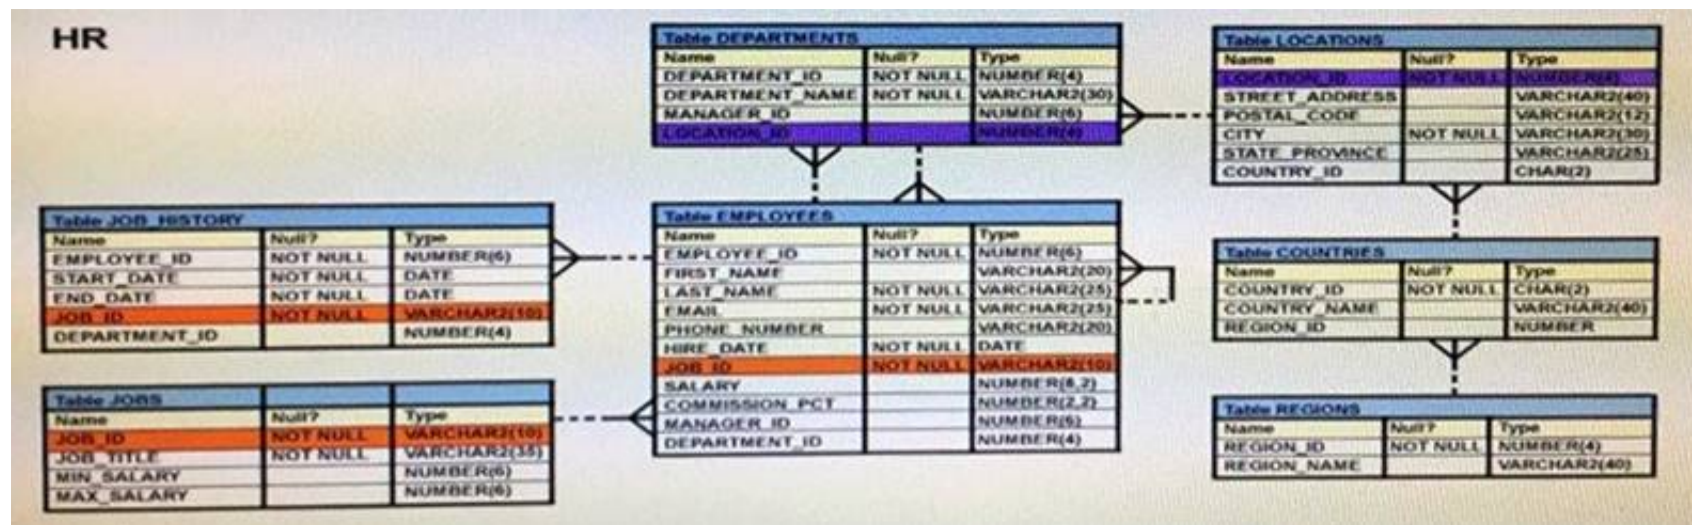 HR
Table DEPARTMENTS
Name Null? Type
DEPARTMENT_ID NOT NULL NUMBER(4)
DEPARTMENT_NAME NOT NULL VARCHAR2(30)
MANAGER_ID NUMBER(6)
LOCATION_ID NUMBER(4)
Table LOCATIONS
Name Null? Type
LOCATION_ID NOT NULL NUMBER(4)
STREET_ADDRESS VARCHAR2(40)
POSTAL_CODE VARCHAR2(12)
CITY NOT NULL VARCHAR2(30)
STATE_PROVINCE VARCHAR2(25)
COUNTRY_ID CHAR(2)
Table JOB_HISTORY
Name Null? Type
EMPLOYEE_ID NOT NULL NUMBER(6)
START_DATE NOT NULL DATE
END_DATE NOT NULL DATE
JOB_ID NOT NULL VARCHAR2(10)
DEPARTMENT_ID NUMBER(4)
Table EMPLOYEES
Name Null? Type
EMPLOYEE_ID NOT NULL NUMBER(6)
FIRST_NAME VARCHAR2(20)
LAST_NAME NOT NULL VARCHAR2(25)
EMAIL NOT NULL VARCHAR2(25)
PHONE_NUMBER VARCHAR2(20)
HIRE_DATE NOT NULL DATE
JOB_ID NOT NULL VARCHAR2(10)
SALARY NUMBER(8,2)
COMMISSION_PCT NUMBER(2,2)
MANAGER_ID NUMBER(6)
DEPARTMENT_ID NUMBER(4)
Table COUNTRIES
Name Null? Type
COUNTRY_ID NOT NULL CHAR(2)
COUNTRY_NAME VARCHAR2(40)
REGION_ID NUMBER
Table JOBS
Name Null? Type
JOB_ID NOT NULL VARCHAR2(10)
JOB_TITLE NOT NULL VARCHAR2(35)
MIN_SALARY NUMBER(6)
MAX_SALARY NUMBER(6)
Table REGIONS
Name Null? Type
REGION_ID NOT NULL NUMBER(4)
REGION_NAME VARCHAR2(40)